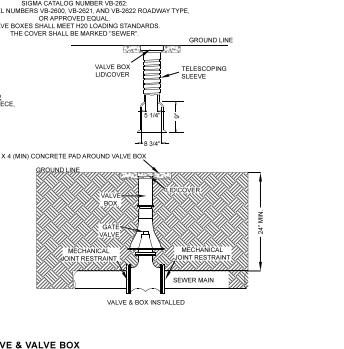 SIGMA CATALOG NUMBER VB-262:
EL NUMBERS VB-2600, VB-2621, AND VB-2622 ROADWAY TYPE,
OR APPROVED EQUAL.
VE BOXES SHALL MEET H20 LOADING STANDARDS.
THE COVER SHALL BE MARKED "SEWER".
GROUND LINE
VALVE BOX
LID\COVER
TELESCOPING
SLEEVE
ECE,
5 1/4"
8 3/4"
X 4 (MIN) CONCRETE PAD AROUND VALVE BOX
GROUND LINE
LID\COVER
VALVE
BOX
24" MIN.
GATE
VALVE
MECHANICAL
JOINT RESTRAINT
MECHANICAL
JOINT RESTRAINT
SEWER MAIN
VALVE & BOX INSTALLED
VE & VALVE BOX